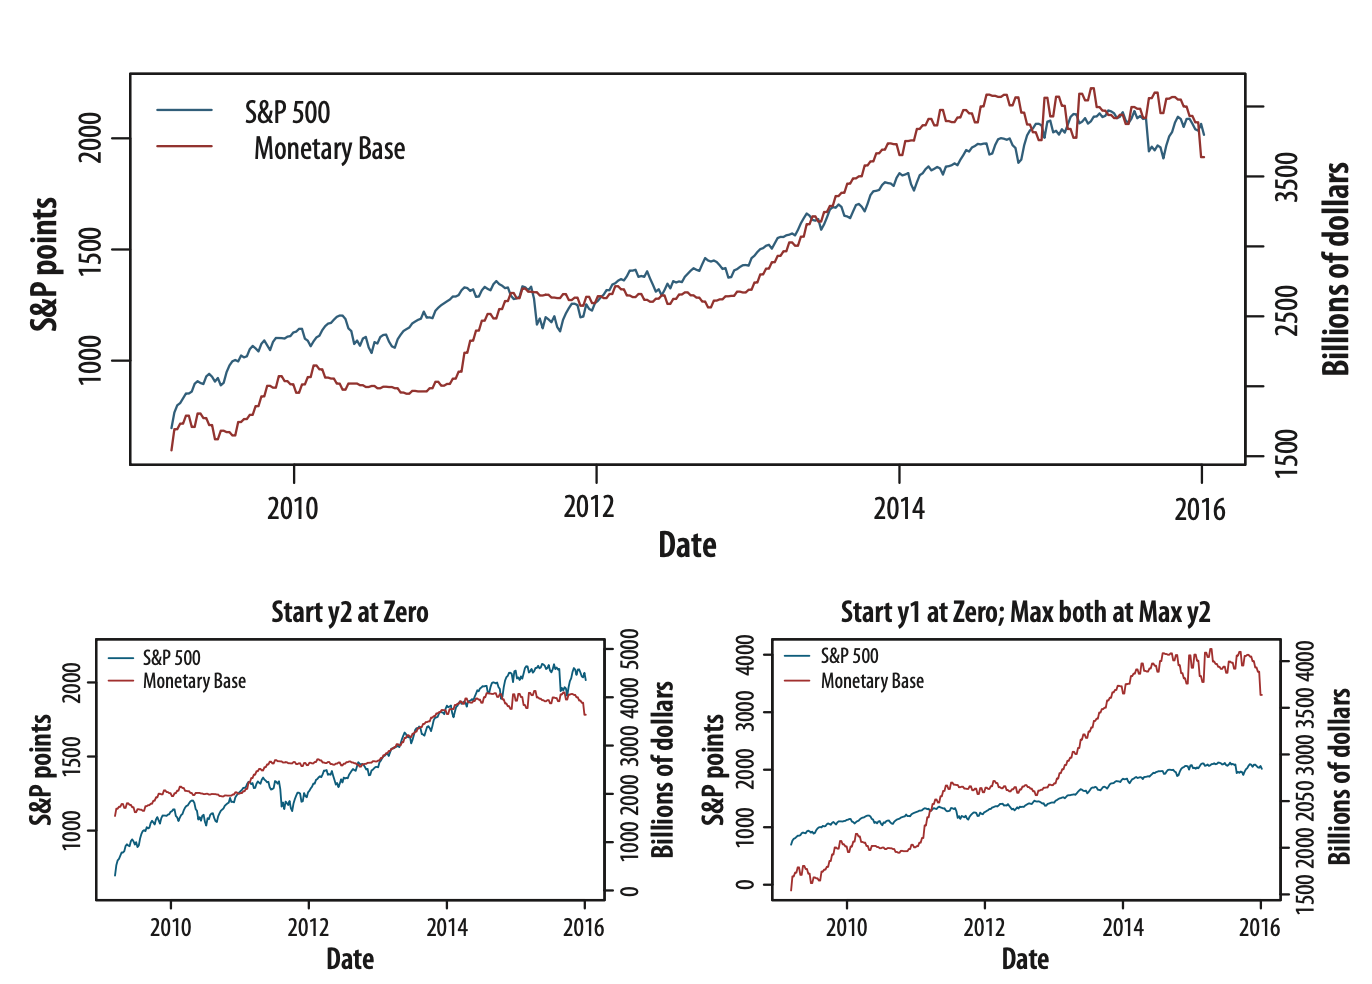 S&P 500
Monetary Base
S&P points
2000
1500
1000
3500
2500
1500
Billions of dollars
2010
2012
2014
2016
Date
Start y2 at Zero
S&P 500
Monetary Base
S&P points
2000
1500
1000
5000
4000
3000
2000
1000
0
Billions of dollars
2010
2012
2014
2016
Date
Start y1 at Zero; Max both at Max y2
S&P 500
Monetary Base
S&P points
4000
3000
2000
1000
0
4000
3500
3000
2050
2000
1500
Billions of dollars
2010
2012
2014
2016
Date